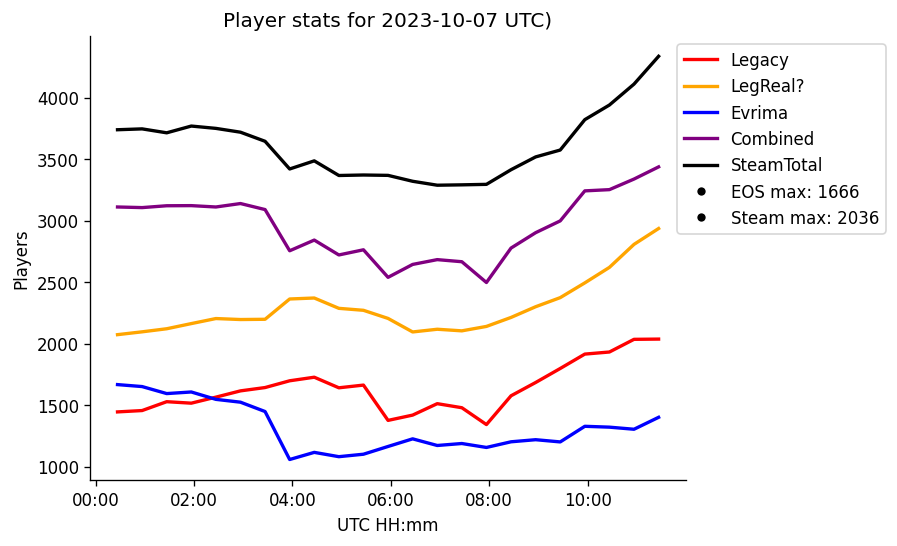 Player stats for 2023-10-07 UTC)
Legacy
LegReal?
Evrima
Combined
SteamTotal
EOS max: 1666
Steam max: 2036
Players
4000
3500
3000
2500
2000
1500
1000
00:00 02:00 04:00 06:00 08:00 10:00
UTC HH:mm